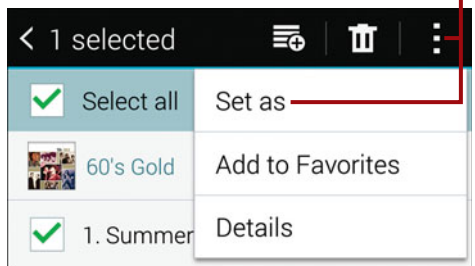 1 selected
Select all
Set as
60's Gold
Add to Favorites
1. Summer
Details